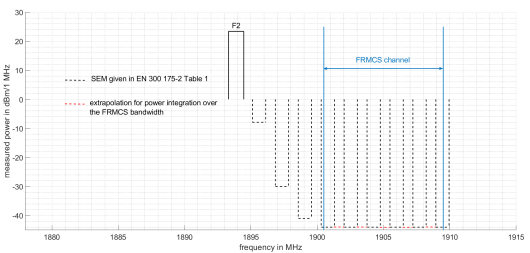 30
20
10
0
-10
-20
-30
-40
measured power in dBm/1 MHz
F2
FRMCS channel
SEM given in EN 300 175-2 Table 1
extrapolation for power integration over
the FRMCS bandwidth
1880
1885
1890
1895
1900
1905
1910
1915
frequency in MHz